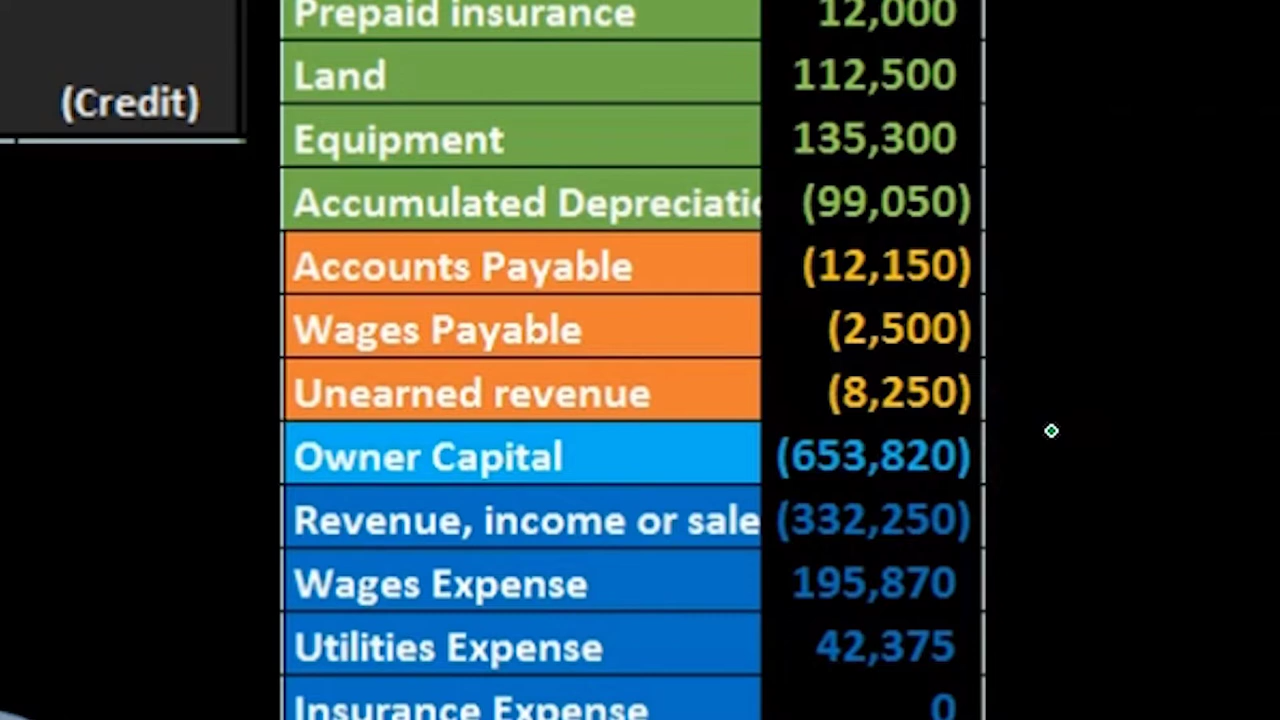 Prepaid insurance 12,000
(Credit)
Land 112,500
Equipment 135,300
Accumulated Depreciatio (99,050)
Accounts Payable (12,150)
Wages Payable (2,500)
Unearned revenue (8,250)
Owner Capital (653,820)
Revenue, income or sale (332,250)
Wages Expense 195,870
Utilities Expense 42,375
Insurance Expense 0